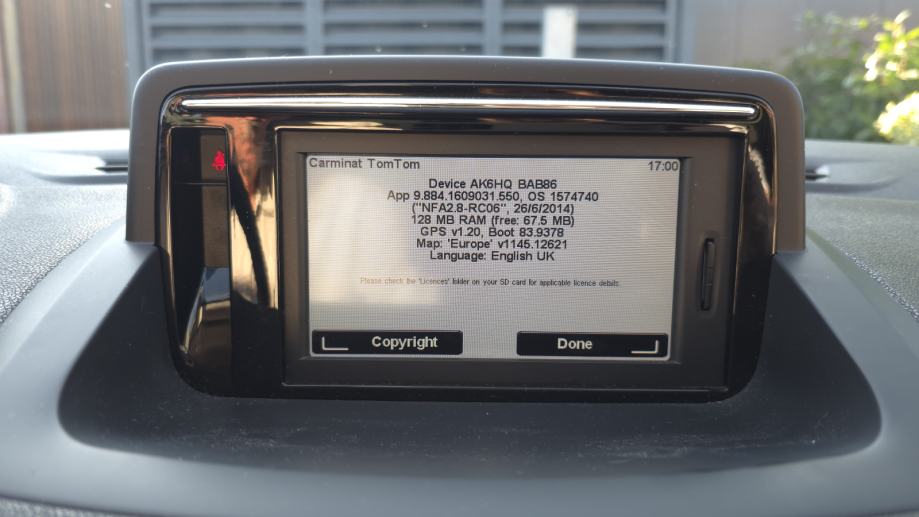 Carminat TomTom 17:00
Device AK6HQ BAB86
App 9.884.1609031.550, OS 1574740
("NFA2.8-RC06", 26/6/2014)
128 MB RAM (free: 67.5 MB)
GPS v1.20, Boot 83.9378
Map: 'Europe' v1145.12621
Language: English UK
Please check the 'Licences' folder on your SD card for applicable licence details.
Copyright Done